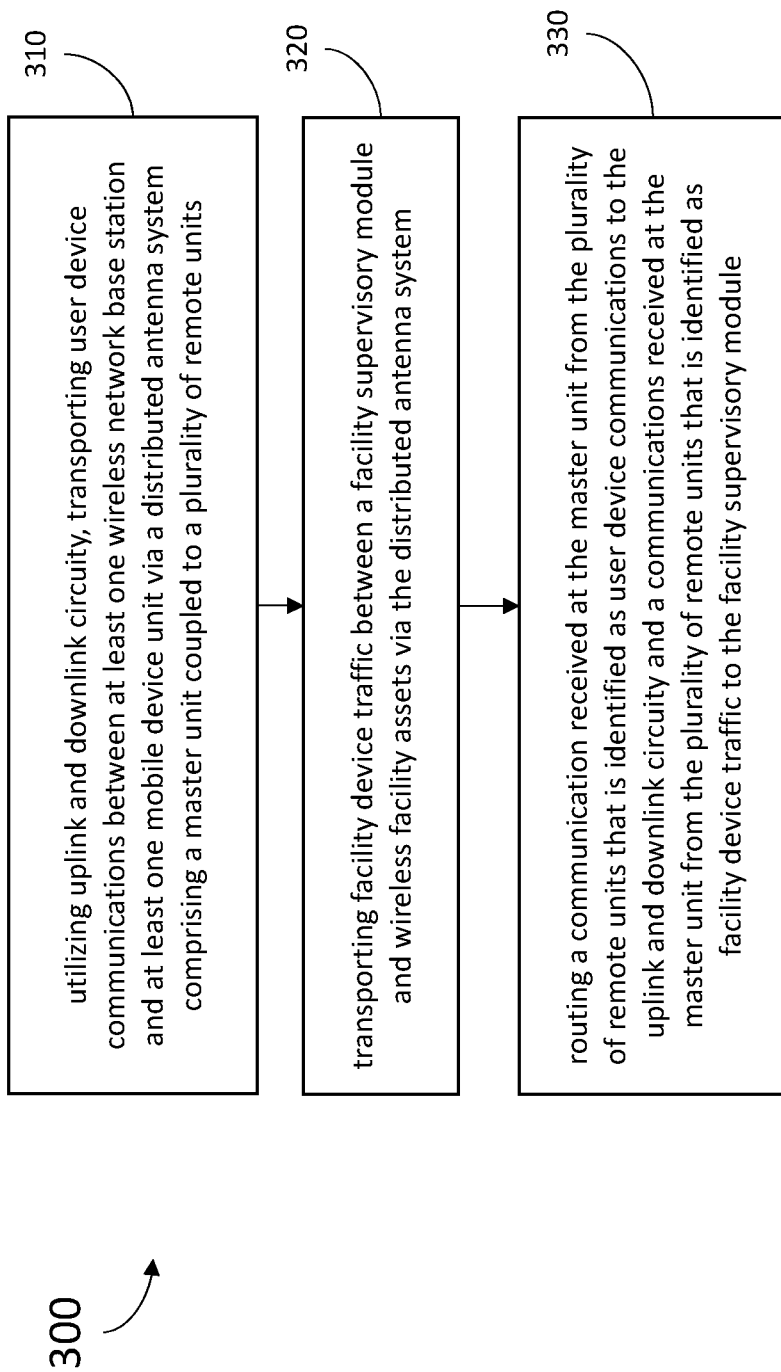 300
310
utilizing uplink and downlink circuity, transporting user device
communications between at least one wireless network base station
and at least one mobile device unit via a distributed antenna system
comprising a master unit coupled to a plurality of remote units
320
transporting facility device traffic between a facility supervisory module
and wireless facility assets via the distributed antenna system
330
routing a communication received at the master unit from the plurality
of remote units that is identified as user device communications to the
uplink and downlink circuity and a communications received at the
master unit from the plurality of remote units that is identified as
facility device traffic to the facility supervisory module